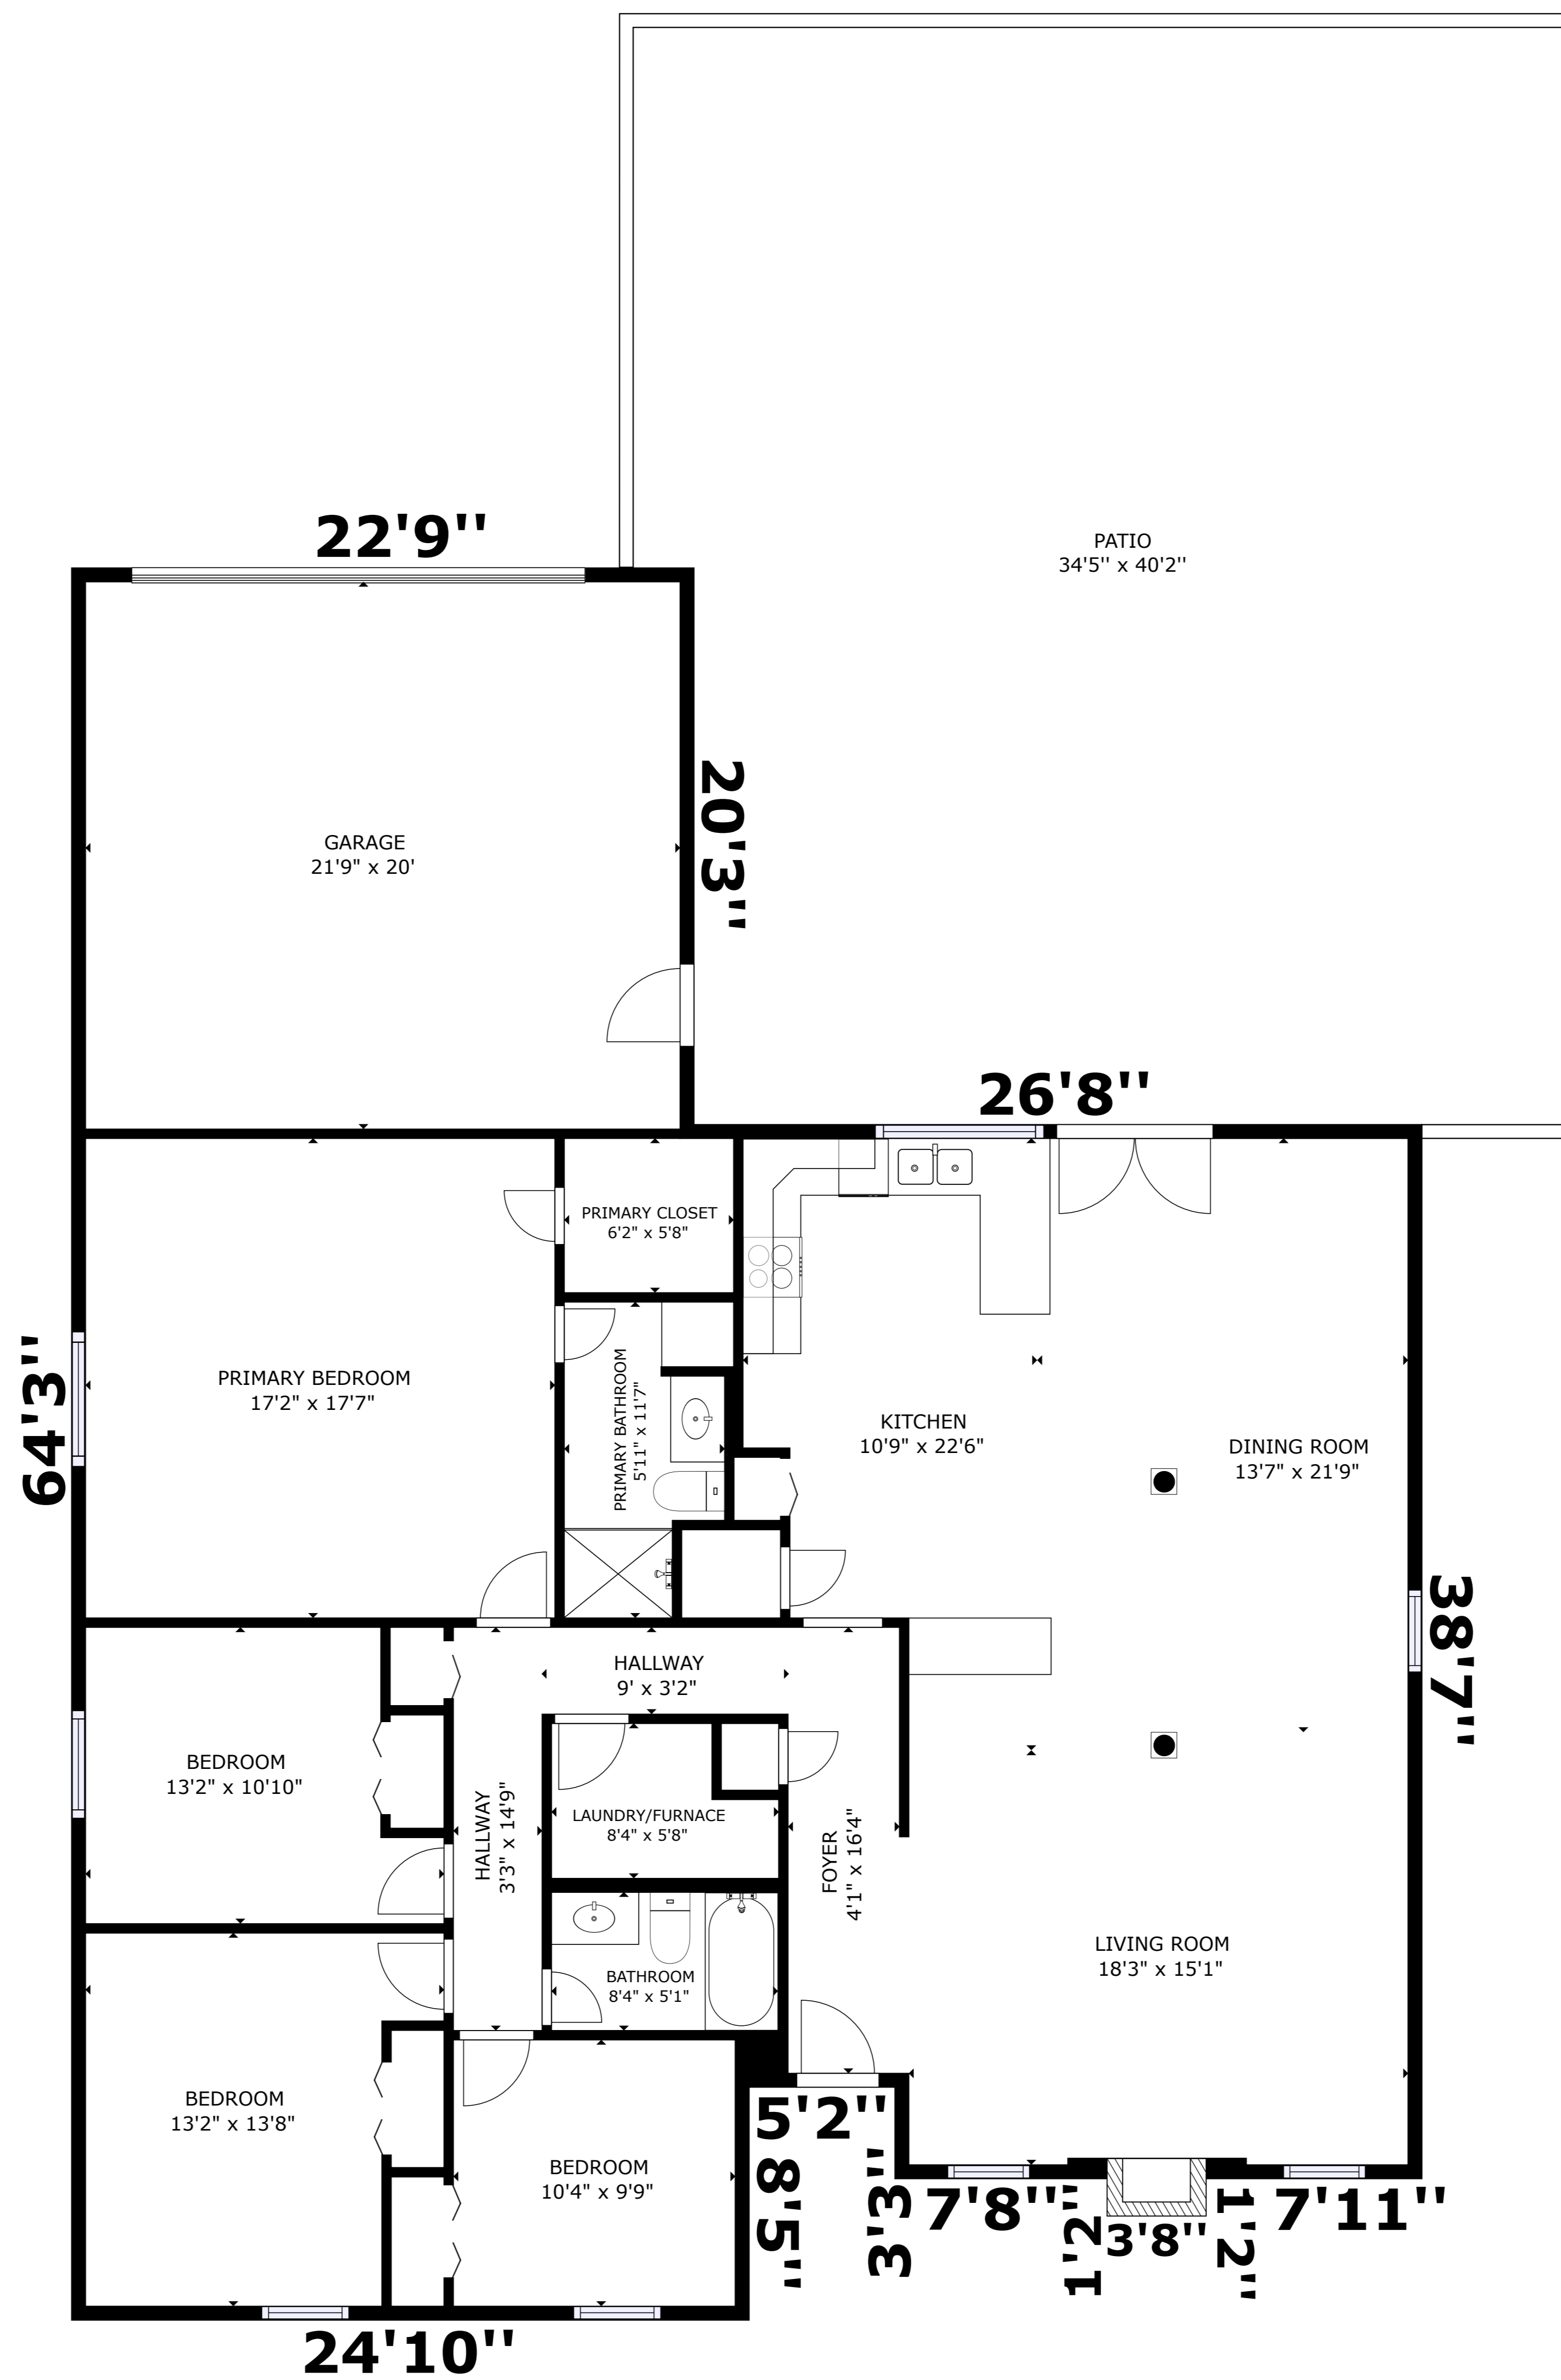 22'9''
PATIO
34'5'' x 40'2''
GARAGE
21'9" x 20'
20'3''
26'8''
PRIMARY CLOSET
6'2" x 5'8"
PRIMARY BEDROOM
17'2" x 17'7"
PRIMARY BATHROOM
5'11" x 11'7"
KITCHEN
10'9" x 22'6"
DINING ROOM
13'7" x 21'9"
64'3''
38'7''
HALLWAY
9' x 3'2"
BEDROOM
13'2" x 10'10"
HALLWAY
3'3" x 14'9"
LAUNDRY/FURNACE
8'4" x 5'8"
FOYER
4'1" x 16'4"
LIVING ROOM
18'3" x 15'1"
BATHROOM
8'4" x 5'1"
BEDROOM
13'2" x 13'8"
BEDROOM
10'4" x 9'9"
5'2''
8'5''
3'3''
7'8''
1'2''
3'8''
1'2''
7'11''
24'10''